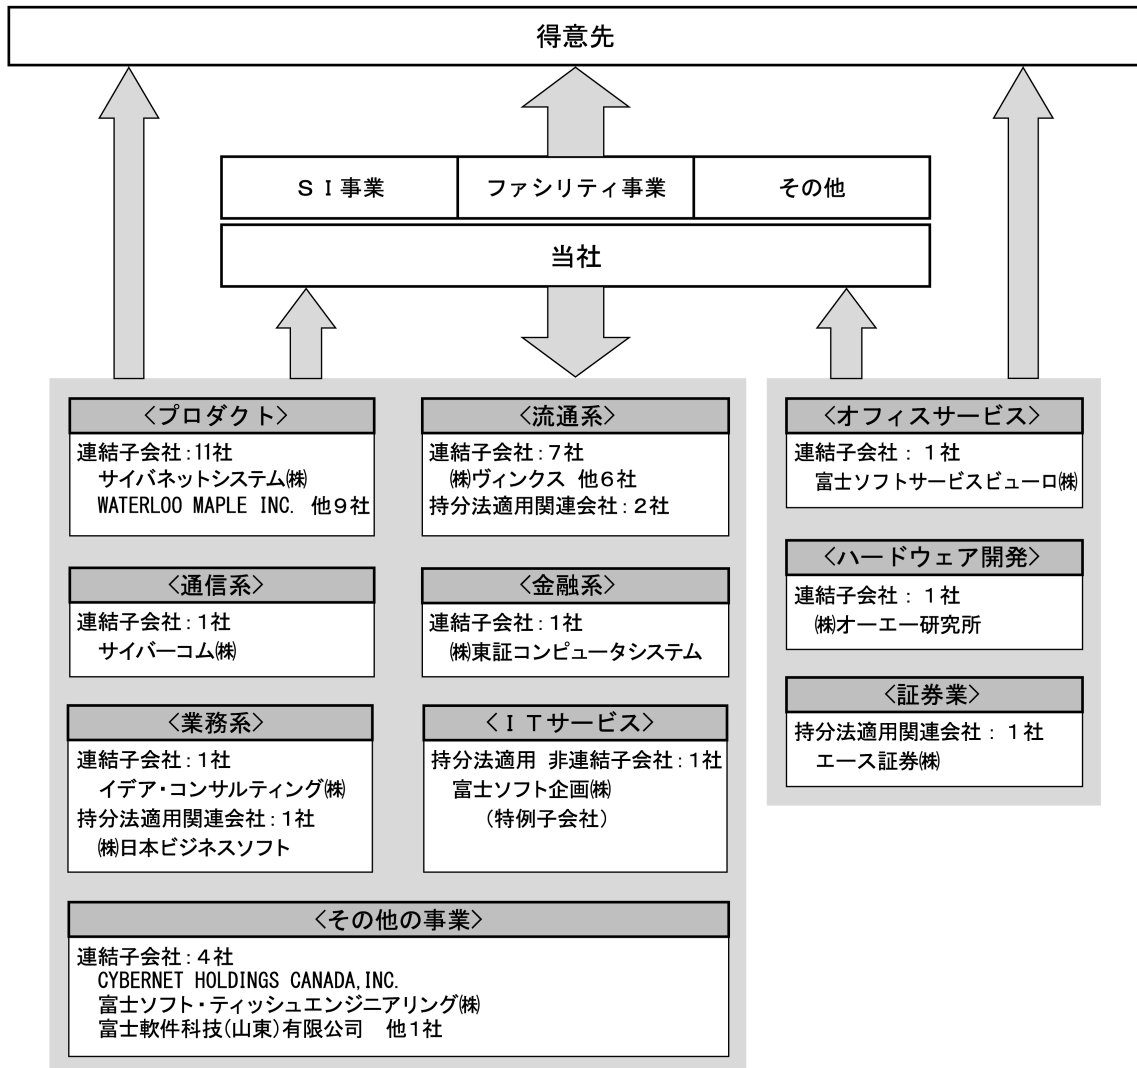 得意先
ＳＩ事業
ファシリティ事業
その他
当社
<プロダクト>
連結子会社：11社
サイバネットシステム㈱
WATERLOO MAPLE INC. 他９社
<流通系>
連結子会社：７社
㈱ヴィンクス 他６社
持分法適用関連会社：２社
<通信系>
連結子会社：１社
サイバーコム㈱
<金融系>
連結子会社：１社
㈱東証コンピュータシステム
<業務系>
連結子会社：１社
イデア・コンサルティング㈱
持分法適用関連会社：１社
㈱日本ビジネスソフト
<ＩＴサービス>
持分法適用 非連結子会社：１社
富士ソフト企画㈱
（特例子会社）
<その他の事業>
連結子会社：４社
CYBERNET HOLDINGS CANADA,INC.
富士ソフト・ティッシュエンジニアリング㈱
富士軟件科技(山東)有限公司 他１社
<オフィスサービス>
連結子会社： １社
富士ソフトサービスビューロ㈱
<ハードウェア開発>
連結子会社： １社
㈱オーエー研究所
<証券業>
持分法適用関連会社： １社
エース証券㈱